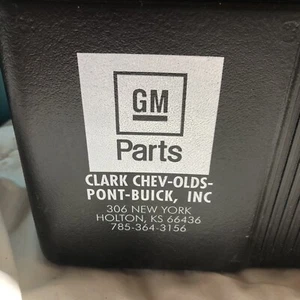 GM
Parts
CLARK CHEV-OLDS-
PONT-BUICK, INC
306 NEW YORK
HOLTON, KS 66436
785-364-3156